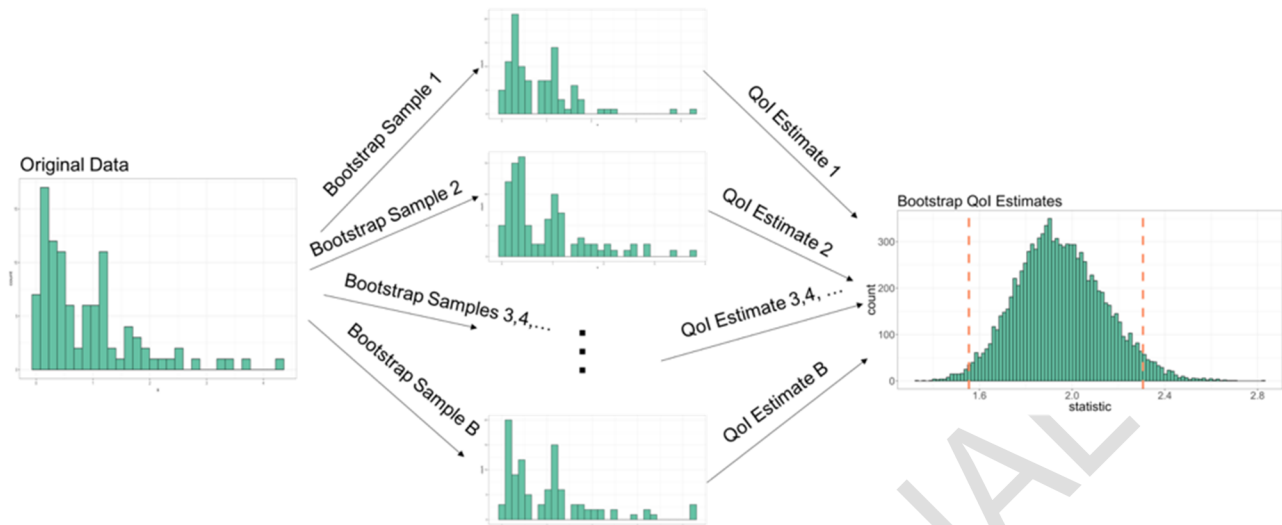 Original Data
Bootstrap Sample 1
Bootstrap Sample 2
Bootstrap Samples 3,4,…
Bootstrap Sample B
QoI Estimate 1
QoI Estimate 2
QoI Estimate 3,4, …
QoI Estimate B
Bootstrap QoI Estimates
count
300
200
100
0
1.6
2.0
2.4
2.8
statistic